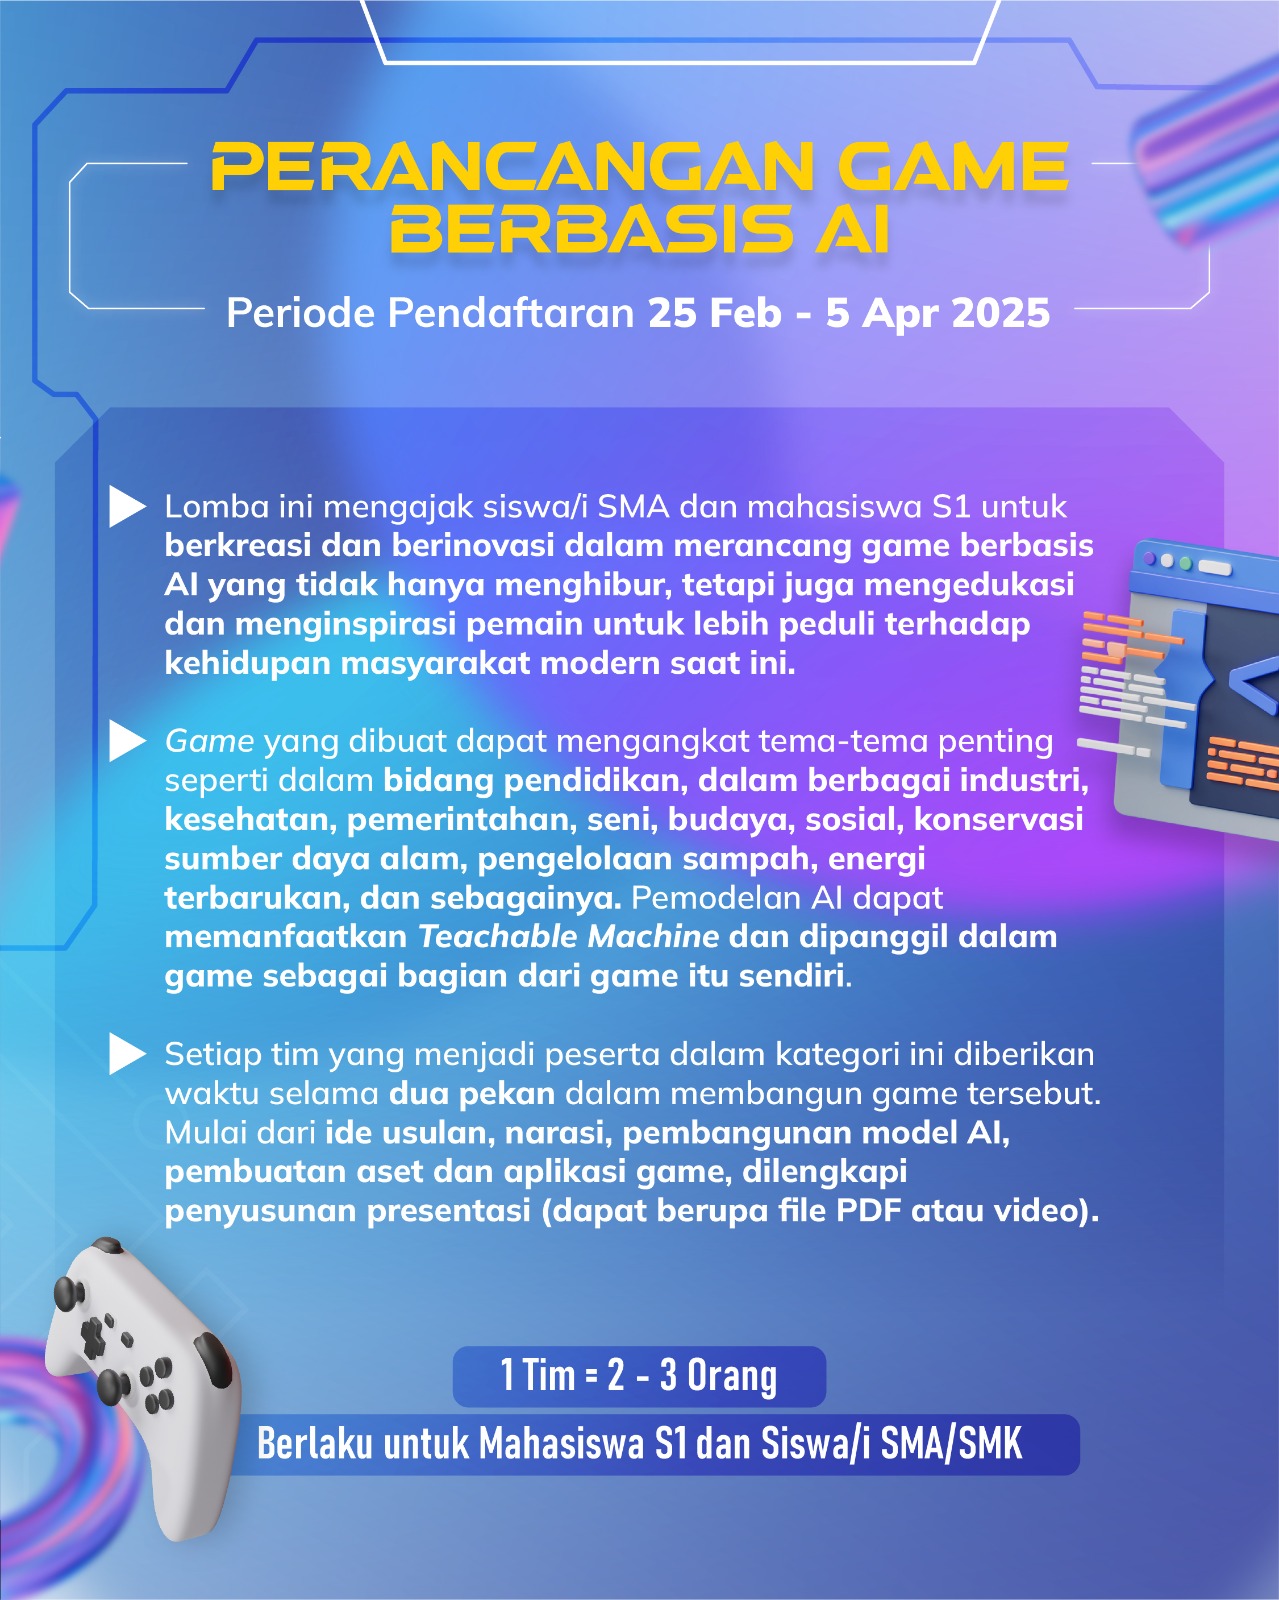 PERANCANGAN GAME
BERBASIS AI
Periode Pendaftaran 25 Feb - 5 Apr 2025
Lomba ini mengajak siswa/i SMA dan mahasiswa S1 untuk
berkreasi dan berinovasi dalam merancang game berbasis
AI yang tidak hanya menghibur, tetapi juga mengedukasi
dan menginspirasi pemain untuk lebih peduli terhadap
kehidupan masyarakat modern saat ini.
Game yang dibuat dapat mengangkat tema-tema penting
seperti dalam bidang pendidikan, dalam berbagai industri,
kesehatan, pemerintahan, seni, budaya, sosial, konservasi
sumber daya alam, pengelolaan sampah, energi
terbarukan, dan sebagainya. Pemodelan AI dapat
memanfaatkan Teachable Machine dan dipanggil dalam
game sebagai bagian dari game itu sendiri.
Setiap tim yang menjadi peserta dalam kategori ini diberikan
waktu selama dua pekan dalam membangun game tersebut.
Mulai dari ide usulan, narasi, pembangunan model AI,
pembuatan aset dan aplikasi game, dilengkapi
penyusunan presentasi (dapat berupa file PDF atau video).
1 Tim = 2 - 3 Orang
Berlaku untuk Mahasiswa S1 dan Siswa/i SMA/SMK